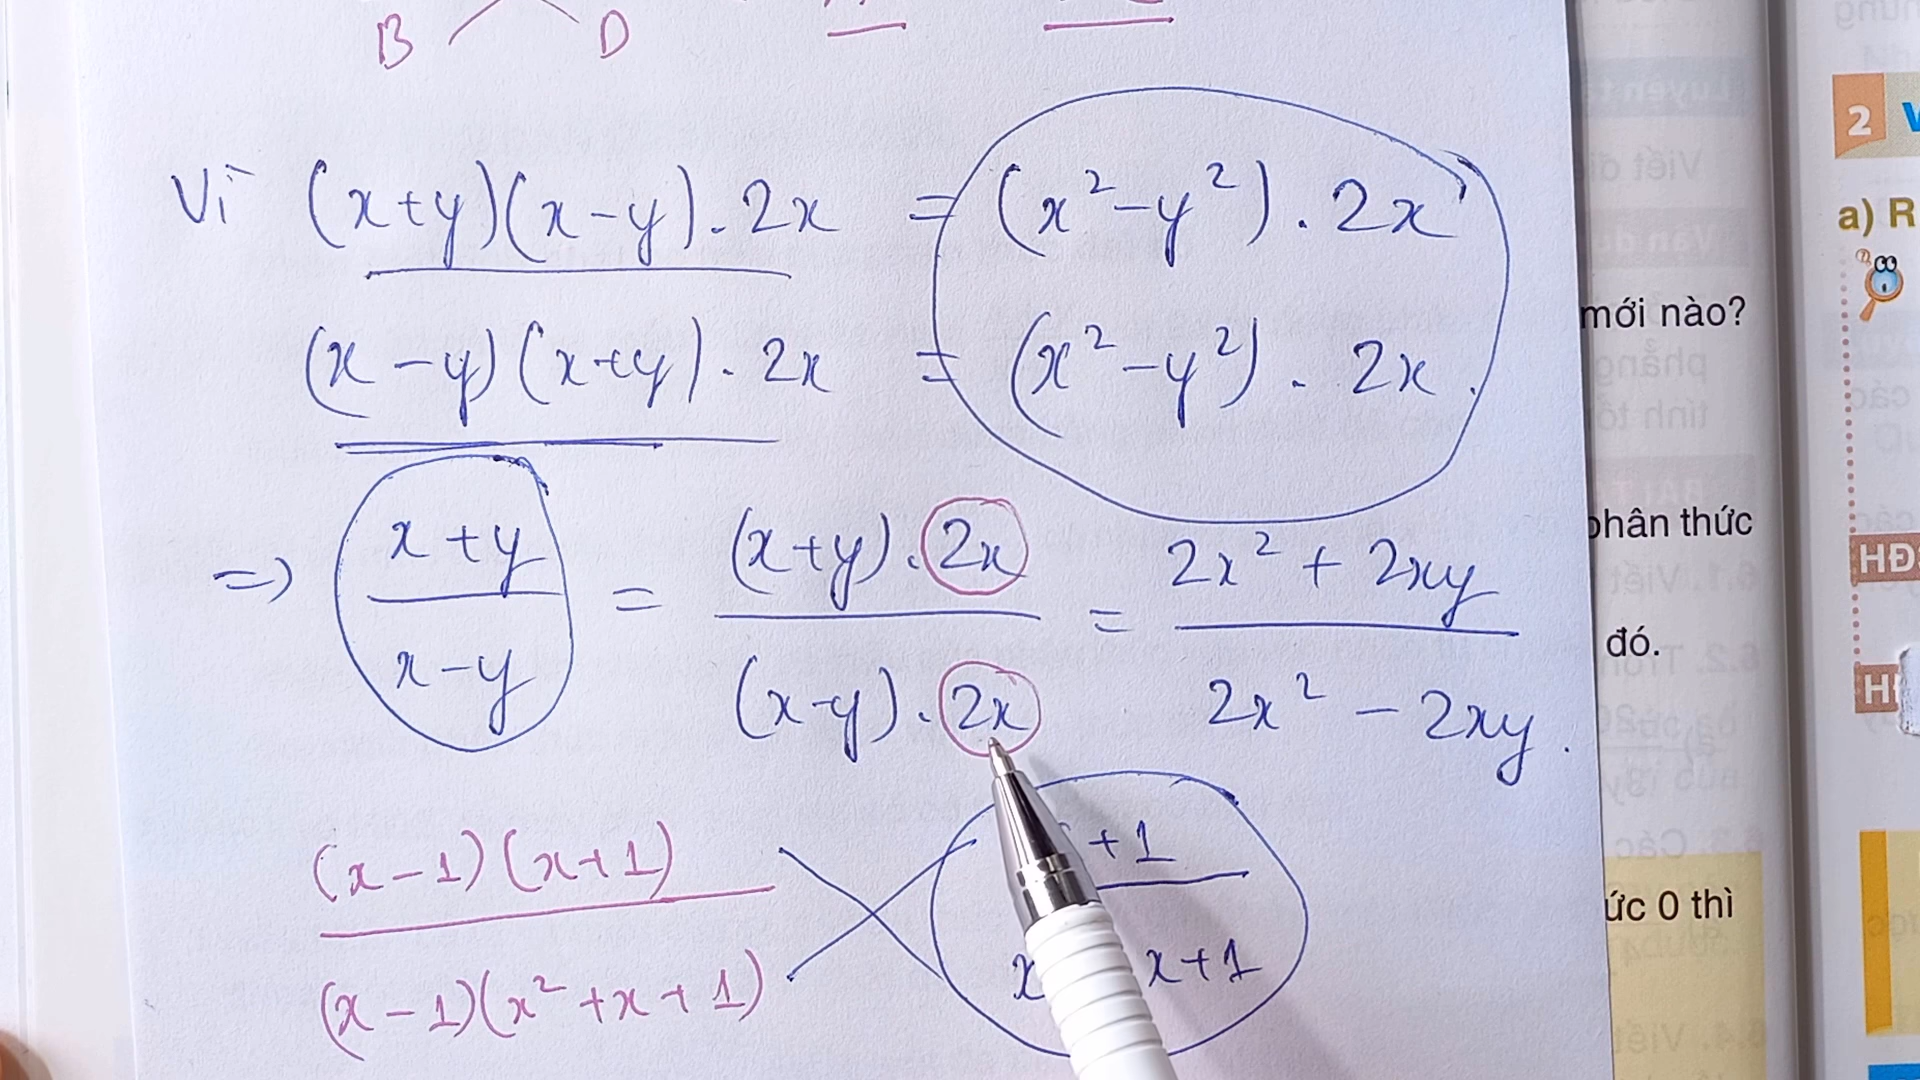 B D
Vì (x+y)(x-y).2x = (x²-y²).2x
(x-y)(x+y).2x = (x²-y²).2x.
=> x+y / x-y = (x+y).2x / (x-y).2x = 2x²+2xy / 2x²-2xy.
(x-1)(x+1) +1
(x-1)(x²+x+1) x x+1
mới nào?
phân thức
đó.
ức 0 thì
2
a) R
HĐ